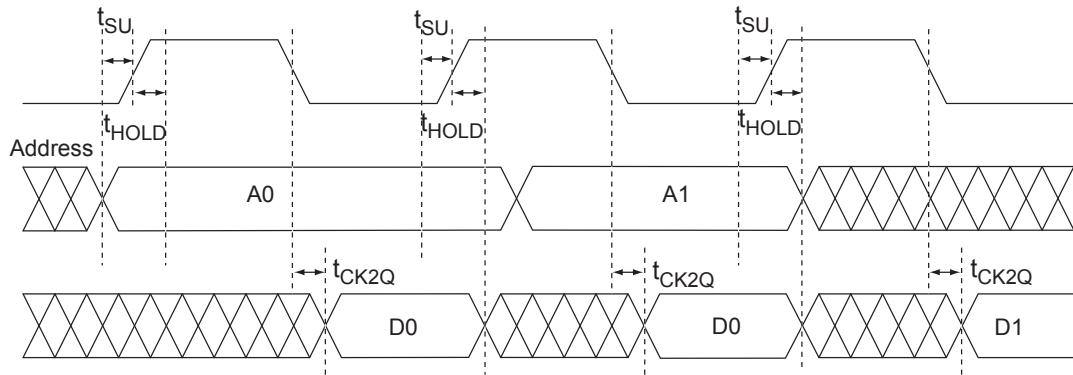 tSU tSU tSU
tHOLD tHOLD tHOLD
Address
A0 A1
tCK2Q tCK2Q tCK2Q
D0 D0 D1